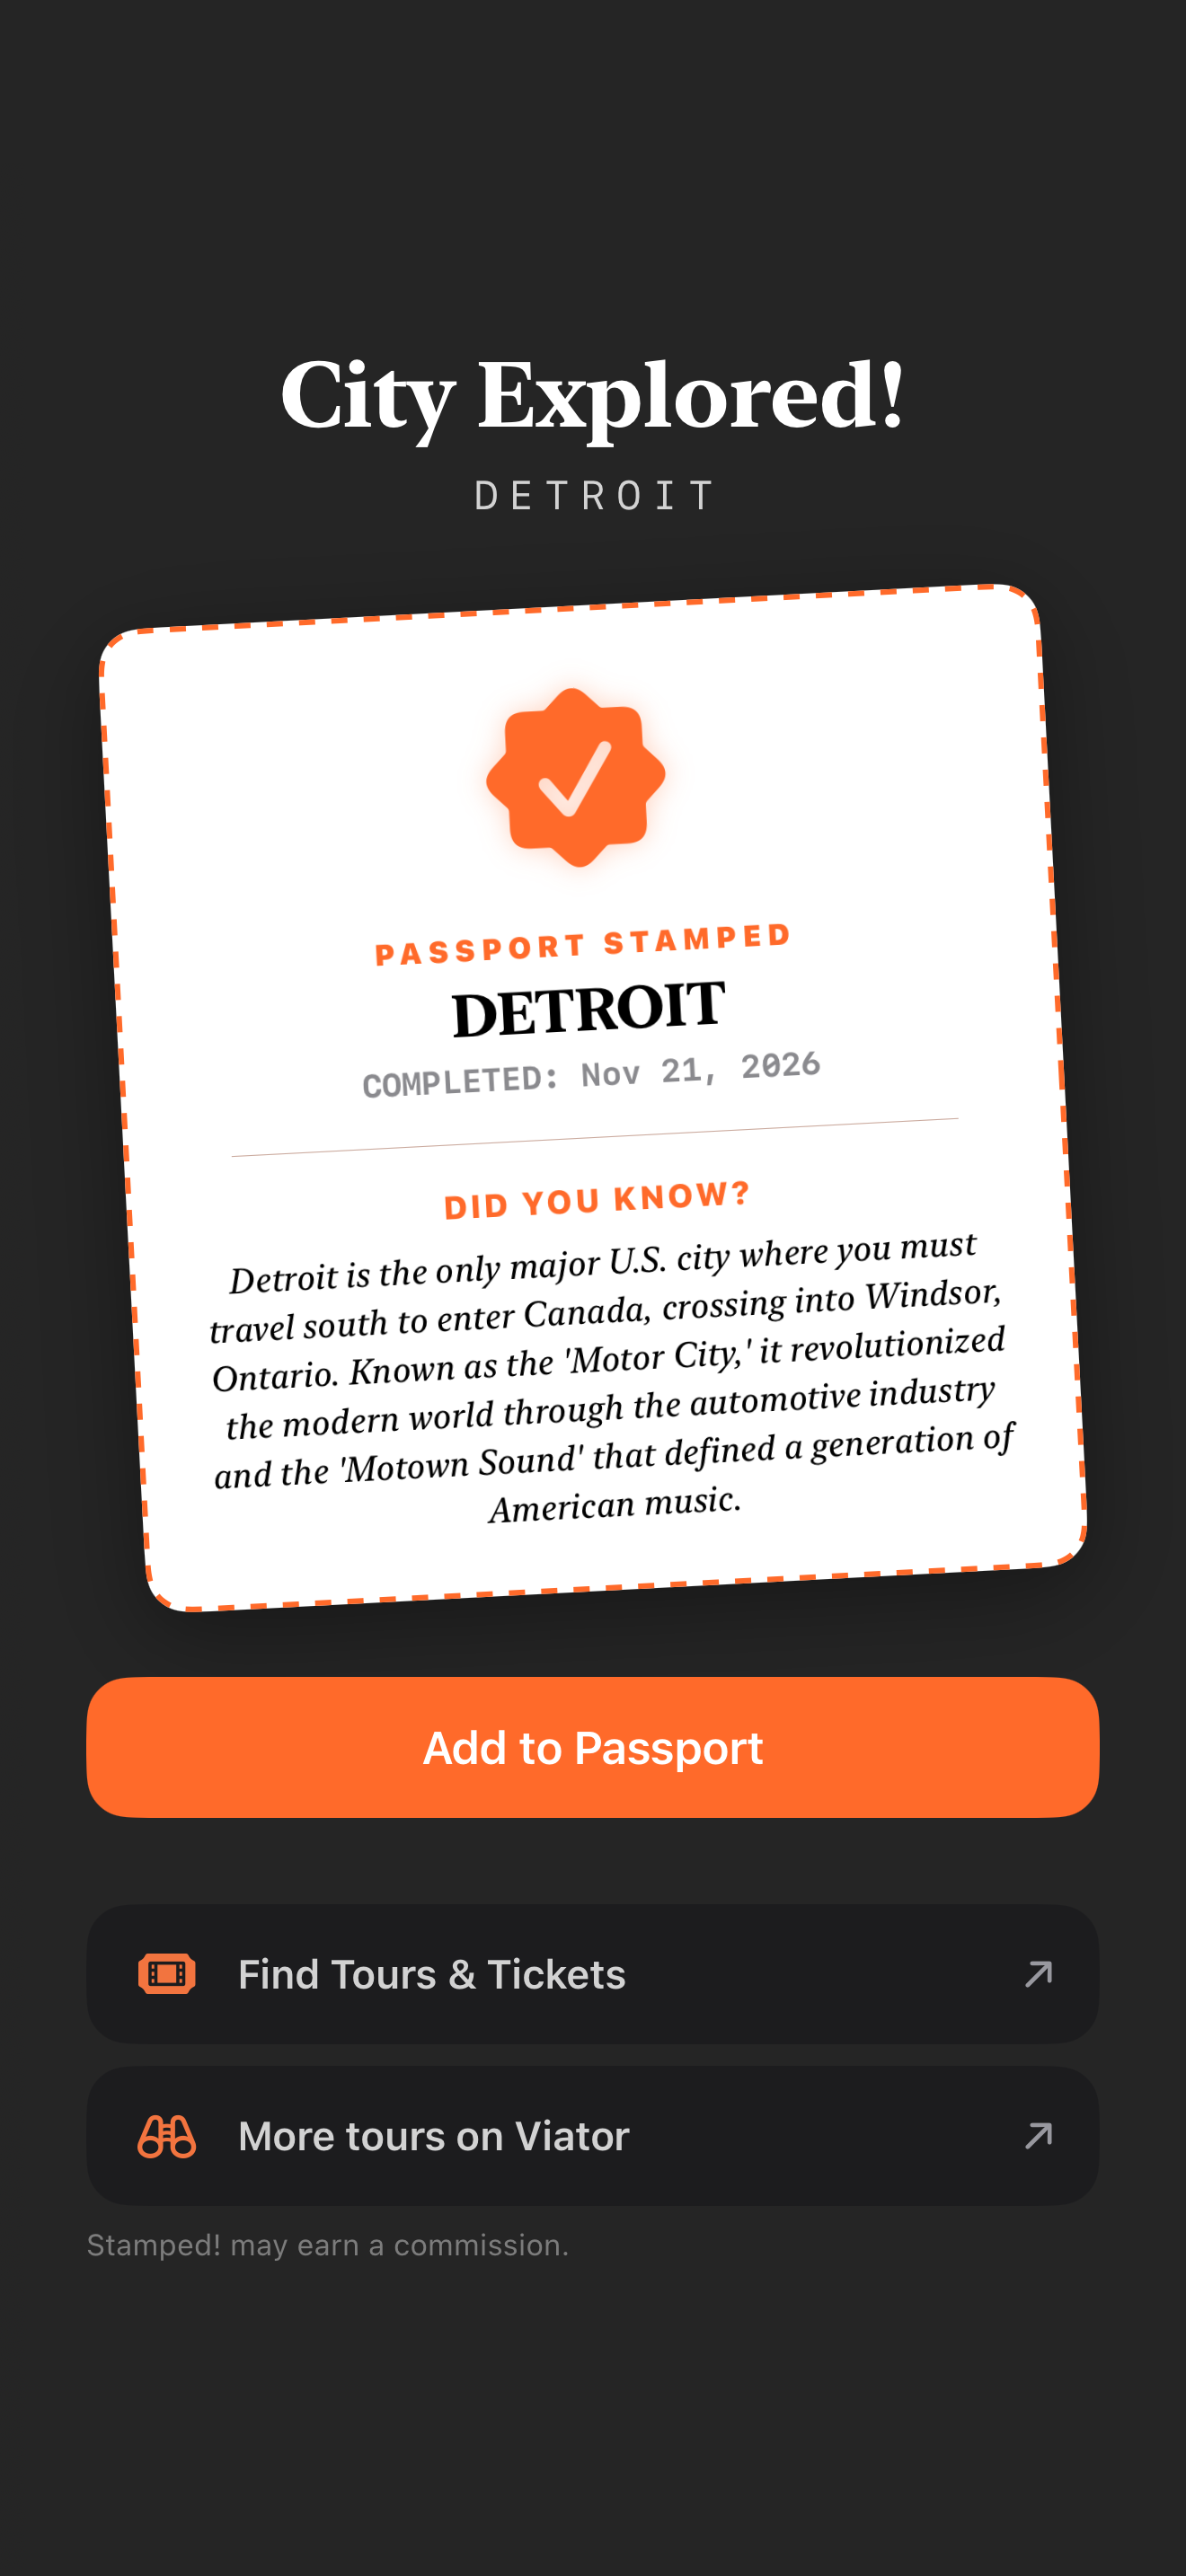 City Explored!
DETROIT
PASSPORT STAMPED
DETROIT
COMPLETED: Nov 21, 2026
DID YOU KNOW?
Detroit is the only major U.S. city where you must
travel south to enter Canada, crossing into Windsor,
Ontario. Known as the 'Motor City,' it revolutionized
the modern world through the automotive industry
and the 'Motown Sound' that defined a generation of
American music.
Add to Passport
Find Tours & Tickets
More tours on Viator
Stamped! may earn a commission.